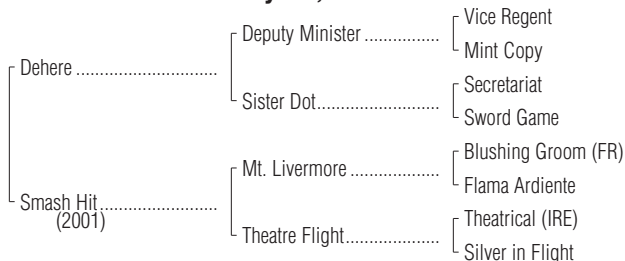 Vice Regent
Deputy Minister ................
Mint Copy
Dehere ..............................
Secretariat
Sister Dot..........................
Sword Game
Blushing Groom (FR)
Mt. Livermore ...................
Flama Ardiente
Smash Hit.........................
(2001)
Theatrical (IRE)
Theatre Flight....................
Silver in Flight